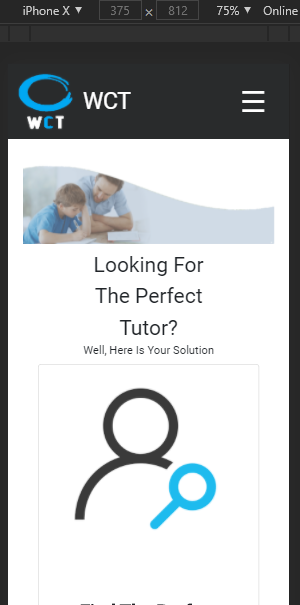 iPhone X ▼ 375 × 812 75% ▼ Online
WCT WCT
Looking For
The Perfect
Tutor?
Well, Here Is Your Solution